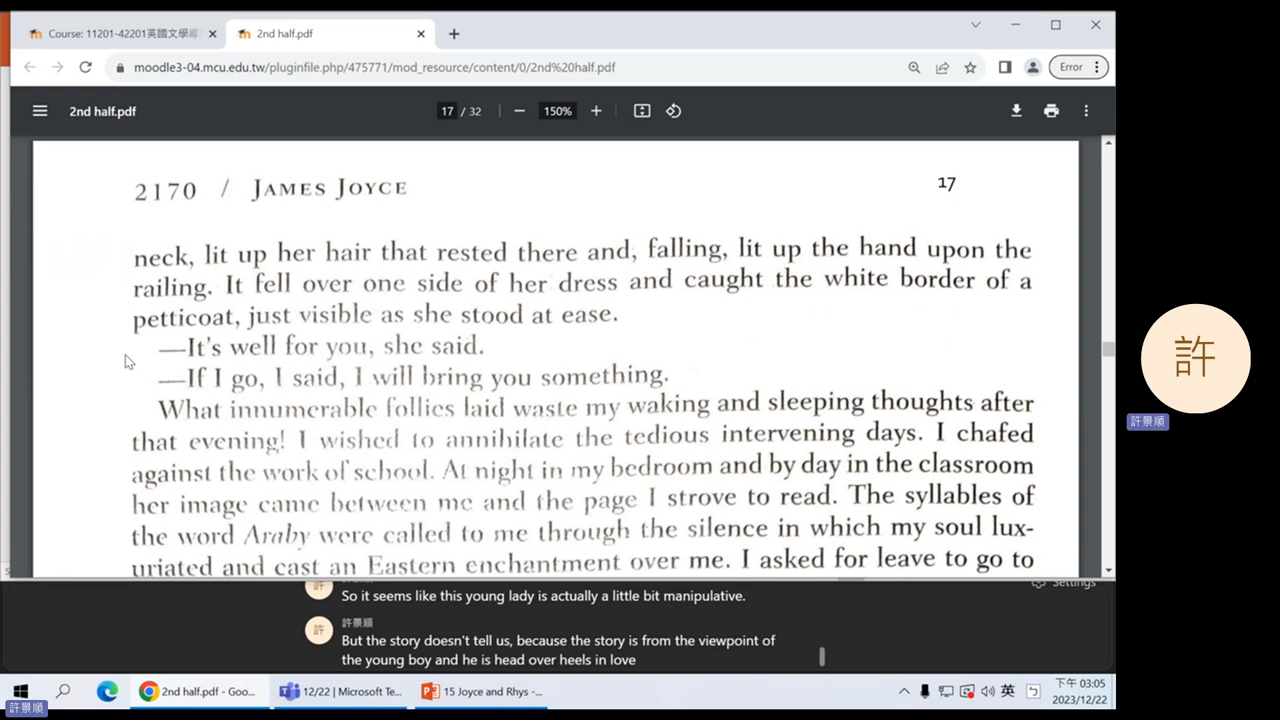 Course: 11201-42201英國文學導
2nd half.pdf
moodle3-04.mcu.edu.tw/pluginfile.php/475771/mod_resource/content/0/2nd%20half.pdf
Error
2nd half.pdf
17 / 32
150%
2170 / JAMES JOYCE
17
neck, lit up her hair that rested there and, falling, lit up the hand upon the
railing. It fell over one side of her dress and caught the white border of a
petticoat, just visible as she stood at ease.
—It's well for you, she said.
—If I go, I said, I will bring you something.
What innumerable follies laid waste my waking and sleeping thoughts after
that evening! I wished to annihilate the tedious intervening days. I chafed
against the work of school. At night in my bedroom and by day in the classroom
her image came between me and the page I strove to read. The syllables of
the word Araby were called to me through the silence in which my soul lux-
uriated and cast an Eastern enchantment over me. I asked for leave to go to
許
許景順
Settings
許
So it seems like this young lady is actually a little bit manipulative.
許景順
許
But the story doesn't tell us, because the story is from the viewpoint of
the young boy and he is head over heels in love
2nd half.pdf - Goo...
12/22 | Microsoft Te...
15 Joyce and Rhys -...
英
下午 03:05
2023/12/22
許景順